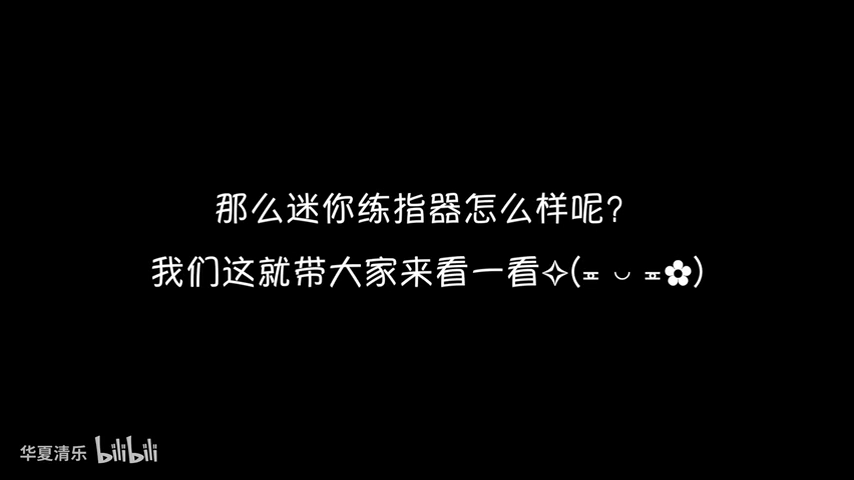 那么迷你练指器怎么样呢?
我们这就带大家来看一看✧(≖ ◡ ≖✿)
华夏清乐 bilibili